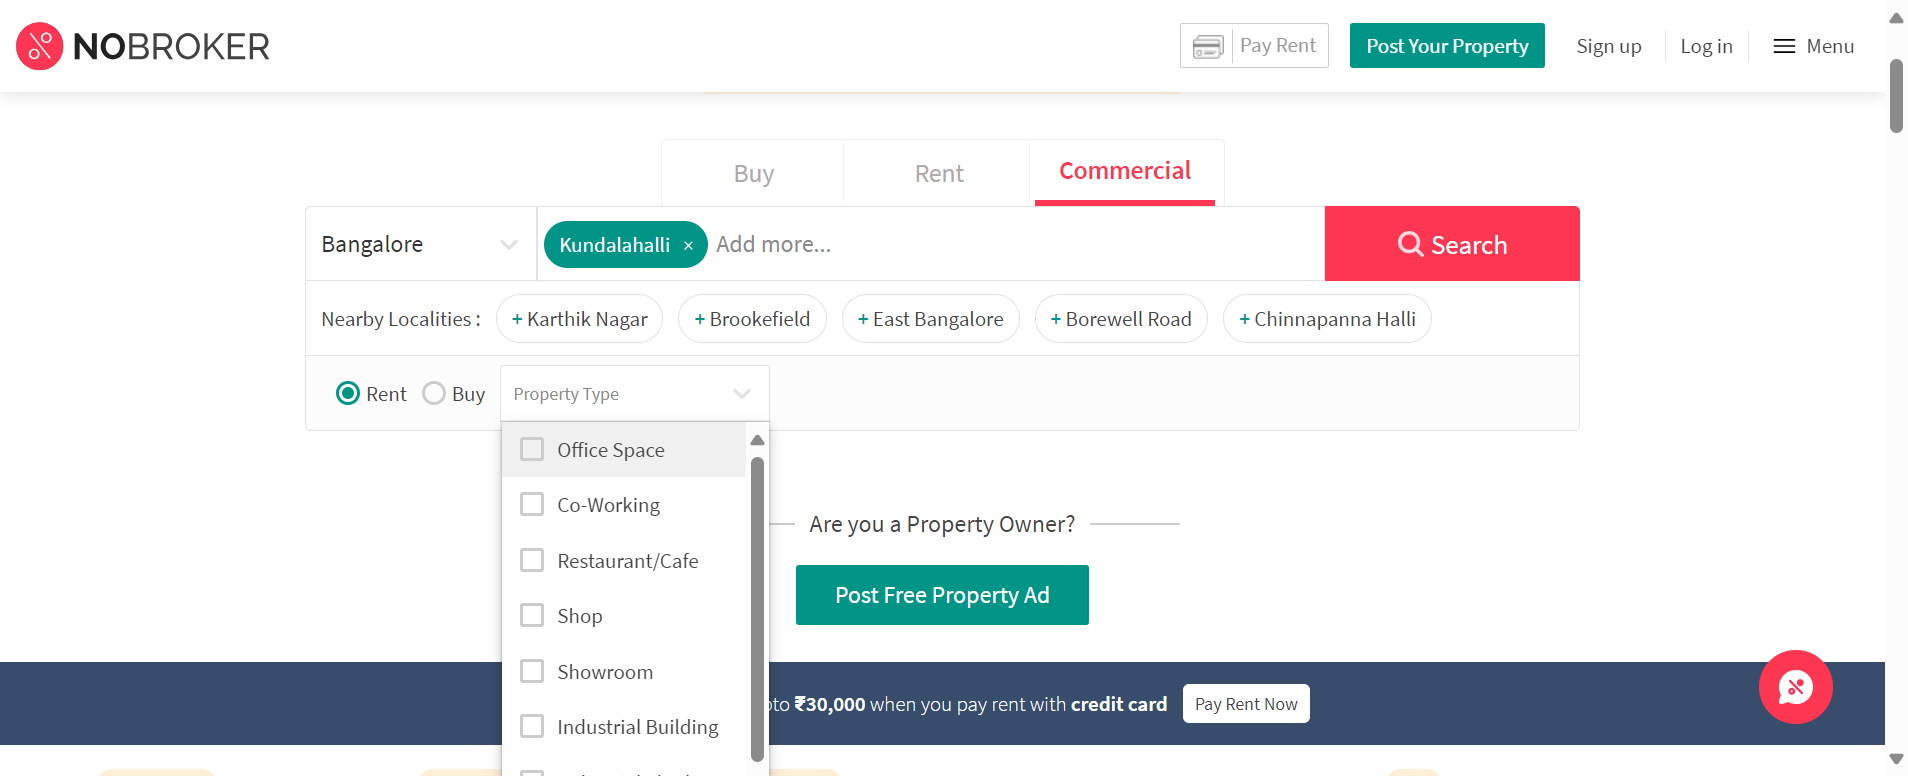 NOBROKER
Pay Rent
Post Your Property
Sign up
Log in
Menu
Buy
Rent
Commercial
Bangalore
Kundalahalli ×
Add more...
Search
Nearby Localities :
+ Karthik Nagar
+ Brookefield
+ East Bangalore
+ Borewell Road
+ Chinnapanna Halli
Rent
Buy
Property Type
Office Space
Co-Working
Restaurant/Cafe
Shop
Showroom
Industrial Building
Are you a Property Owner?
Post Free Property Ad
₹30,000 when you pay rent with credit card
Pay Rent Now